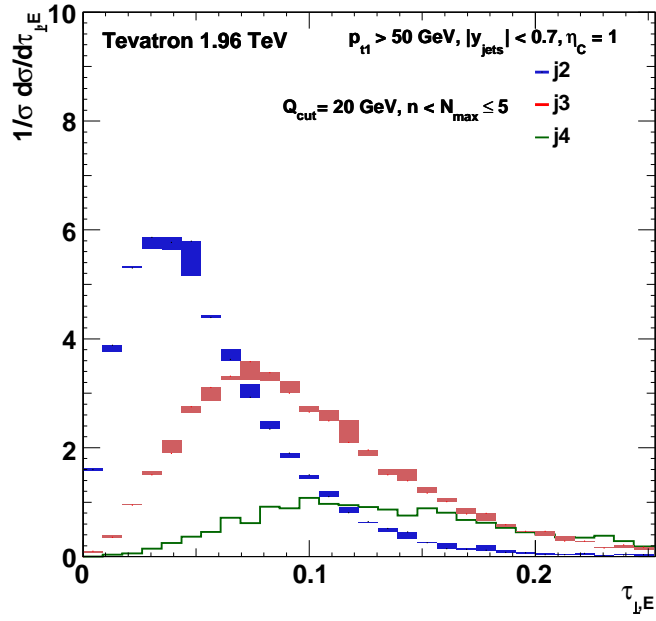 Tevatron 1.96 TeV
p_t1 > 50 GeV, |y_jets| < 0.7, η_C = 1
j2
j3
j4
Q_cut = 20 GeV, n < N_max ≤ 5
1/σ dσ/dτ_⊥,E
10
8
6
4
2
0
0 0.1 0.2
τ_⊥,E